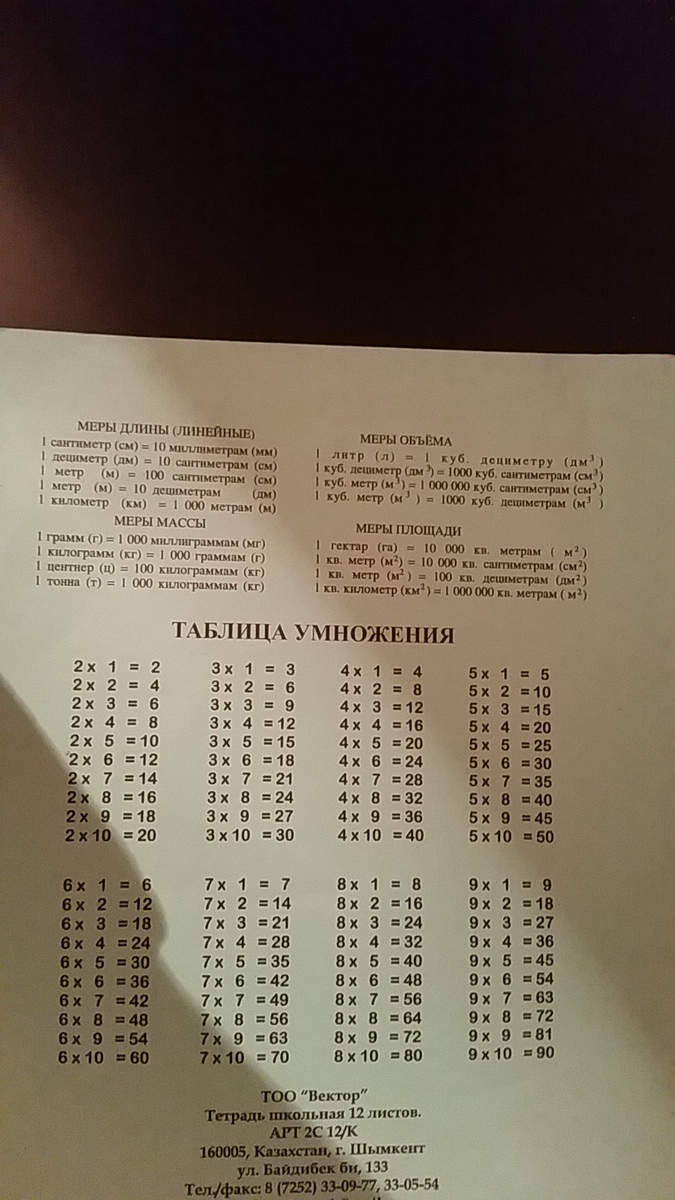 МЕРЫ ДЛИНЫ (ЛИНЕЙНЫЕ)
1 сантиметр (см) = 10 миллиметрам (мм)
1 дециметр (дм) = 10 сантиметрам (см)
1 метр (м) = 100 сантиметрам (см)
1 метр (м) = 10 дециметрам (дм)
1 километр (км) = 1 000 метрам (м)
МЕРЫ МАССЫ
1 грамм (г) = 1 000 миллиграммам (мг)
1 килограмм (кг) = 1 000 граммам (г)
1 центнер (ц) = 100 килограммам (кг)
1 тонна (т) = 1 000 килограммам (кг)
МЕРЫ ОБЪЁМА
1 литр (л) = 1 куб. дециметру (дм³)
1 куб. дециметр (дм³) = 1000 куб. сантиметрам (см³)
1 куб. метр (м³) = 1 000 000 куб. сантиметрам (см³)
1 куб. метр (м³) = 1000 куб. дециметрам (м³)
МЕРЫ ПЛОЩАДИ
1 гектар (га) = 10 000 кв. метрам (м²)
1 кв. метр (м²) = 10 000 кв. сантиметрам (см²)
1 кв. метр (м²) = 100 кв. дециметрам (дм²)
1 кв. километр (км²) = 1 000 000 кв. метрам (м²)
ТАБЛИЦА УМНОЖЕНИЯ
2 x 1 = 2 3 x 1 = 3 4 x 1 = 4 5 x 1 = 5
2 x 2 = 4 3 x 2 = 6 4 x 2 = 8 5 x 2 = 10
2 x 3 = 6 3 x 3 = 9 4 x 3 = 12 5 x 3 = 15
2 x 4 = 8 3 x 4 = 12 4 x 4 = 16 5 x 4 = 20
2 x 5 = 10 3 x 5 = 15 4 x 5 = 20 5 x 5 = 25
2 x 6 = 12 3 x 6 = 18 4 x 6 = 24 5 x 6 = 30
2 x 7 = 14 3 x 7 = 21 4 x 7 = 28 5 x 7 = 35
2 x 8 = 16 3 x 8 = 24 4 x 8 = 32 5 x 8 = 40
2 x 9 = 18 3 x 9 = 27 4 x 9 = 36 5 x 9 = 45
2 x 10 = 20 3 x 10 = 30 4 x 10 = 40 5 x 10 = 50
6 x 1 = 6 7 x 1 = 7 8 x 1 = 8 9 x 1 = 9
6 x 2 = 12 7 x 2 = 14 8 x 2 = 16 9 x 2 = 18
6 x 3 = 18 7 x 3 = 21 8 x 3 = 24 9 x 3 = 27
6 x 4 = 24 7 x 4 = 28 8 x 4 = 32 9 x 4 = 36
6 x 5 = 30 7 x 5 = 35 8 x 5 = 40 9 x 5 = 45
6 x 6 = 36 7 x 6 = 42 8 x 6 = 48 9 x 6 = 54
6 x 7 = 42 7 x 7 = 49 8 x 7 = 56 9 x 7 = 63
6 x 8 = 48 7 x 8 = 56 8 x 8 = 64 9 x 8 = 72
6 x 9 = 54 7 x 9 = 63 8 x 9 = 72 9 x 9 = 81
6 x 10 = 60 7 x 10 = 70 8 x 10 = 80 9 x 10 = 90
ТОО "Вектор"
Тетрадь школьная 12 листов.
АРТ 2С 12/К
160005, Казахстан, г. Шымкент
ул. Байдибек би, 133
Тел./факс: 8 (7252) 33-09-77, 33-05-54